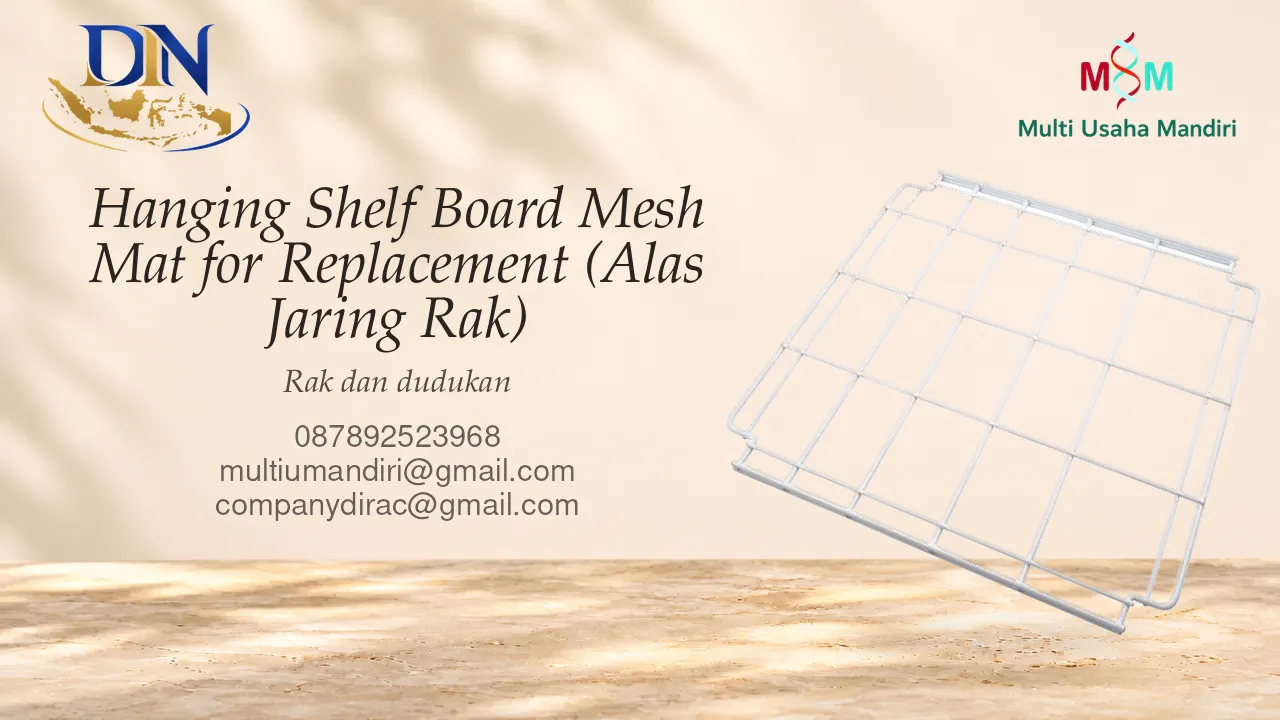 DIN
M M
Multi Usaha Mandiri
Hanging Shelf Board Mesh
Mat for Replacement (Alas
Jaring Rak)
Rak dan dudukan
087892523968
multiumandiri@gmail.com
companydirac@gmail.com